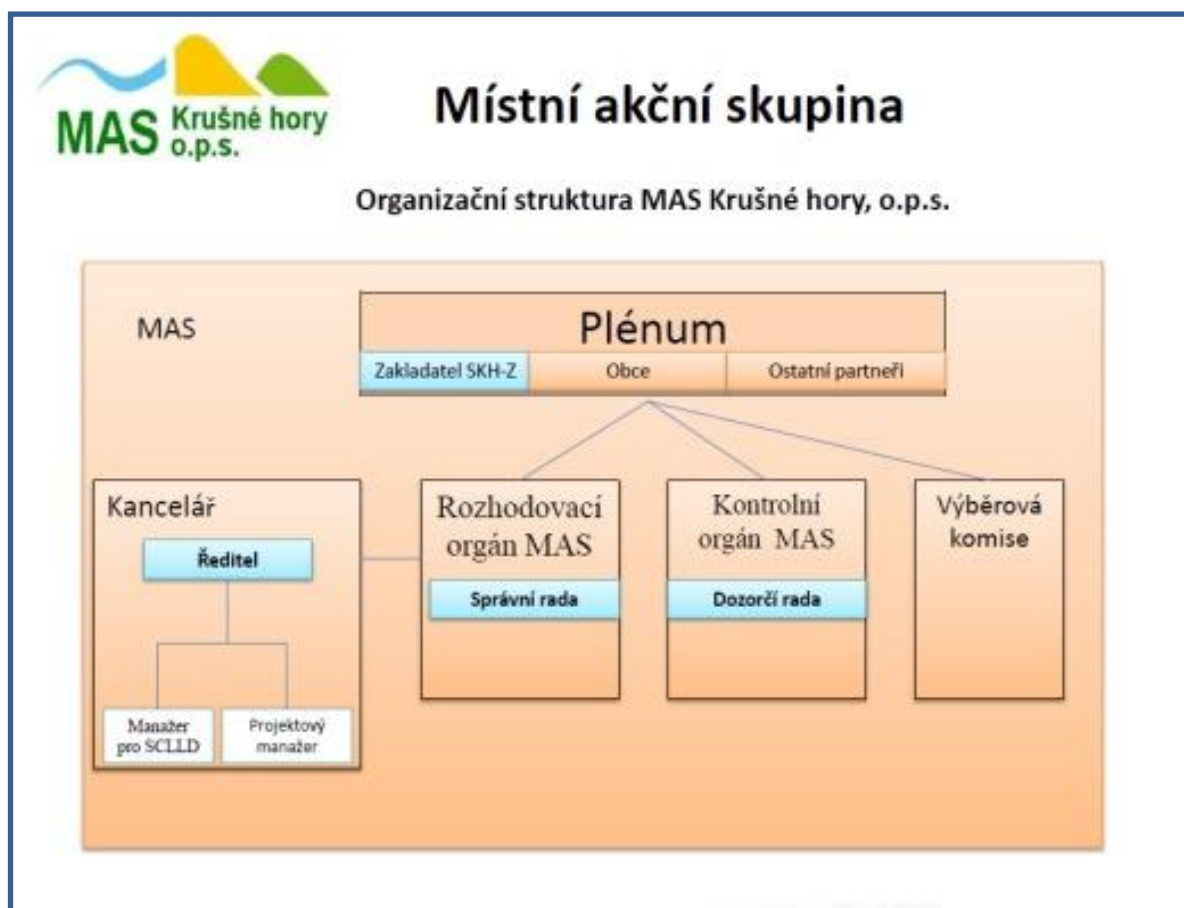 MAS Krušné hory
o.p.s.
Místní akční skupina
Organizační struktura MAS Krušné hory, o.p.s.
MAS
Plénum
Zakladatel SKH-Z
Obce
Ostatní partneři
Kancelář
Ředitel
Manažer
pro SCLLD
Projektový
manažer
Rozhodovací
orgán MAS
Správní rada
Kontrolní
orgán MAS
Dozorčí rada
Výběrová
komise